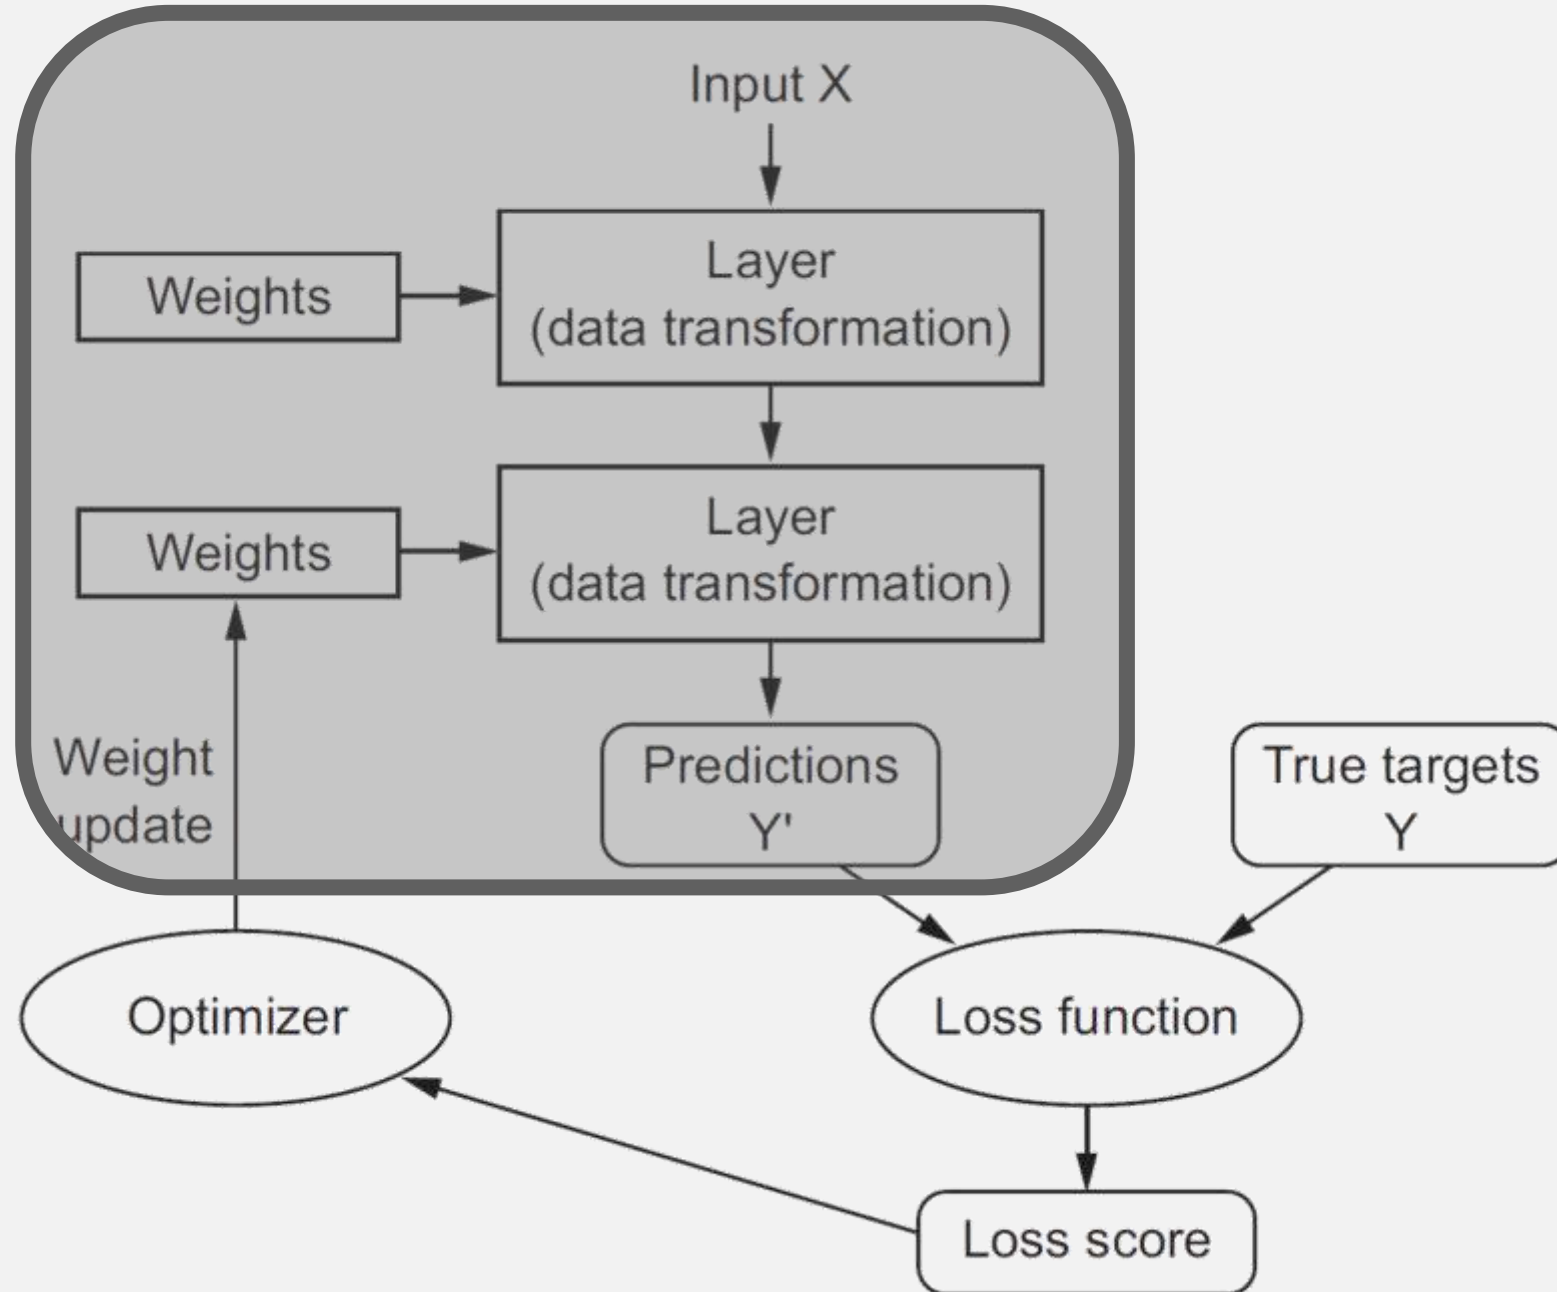 Input X
Layer
(data transformation)
Weights
Layer
(data transformation)
Weights
Weight
update
Predictions
Y'
True targets
Y
Optimizer
Loss function
Loss score